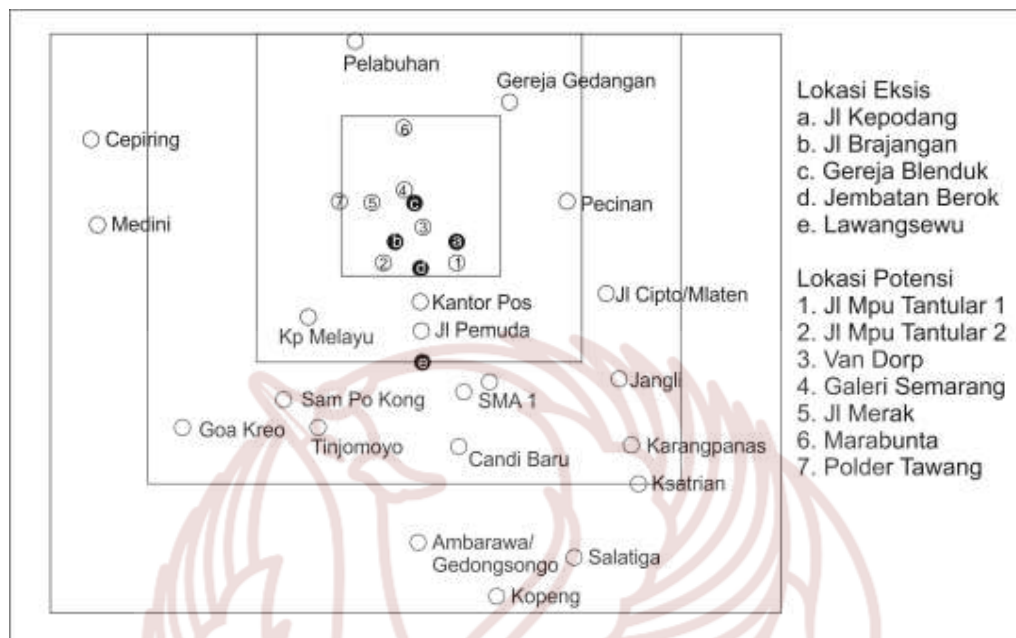 Pelabuhan
Gereja Gedangan
6
Cepiring
4
7
5
c
Pecinan
3
Medini
b
a
2
d
1
Kantor Pos
Jl Cipto/Mlaten
Kp Melayu
Jl Pemuda
e
Jangli
Sam Po Kong
SMA 1
Goa Kreo
Tinjomoyo
Candi Baru
Karangpanas
Ksatrian
Ambarawa/
Gedongsongo
Salatiga
Kopeng
Lokasi Eksis
a. Jl Kepodang
b. Jl Brajangan
c. Gereja Blenduk
d. Jembatan Berok
e. Lawangsewu
Lokasi Potensi
1. Jl Mpu Tantular 1
2. Jl Mpu Tantular 2
3. Van Dorp
4. Galeri Semarang
5. Jl Merak
6. Marabunta
7. Polder Tawang